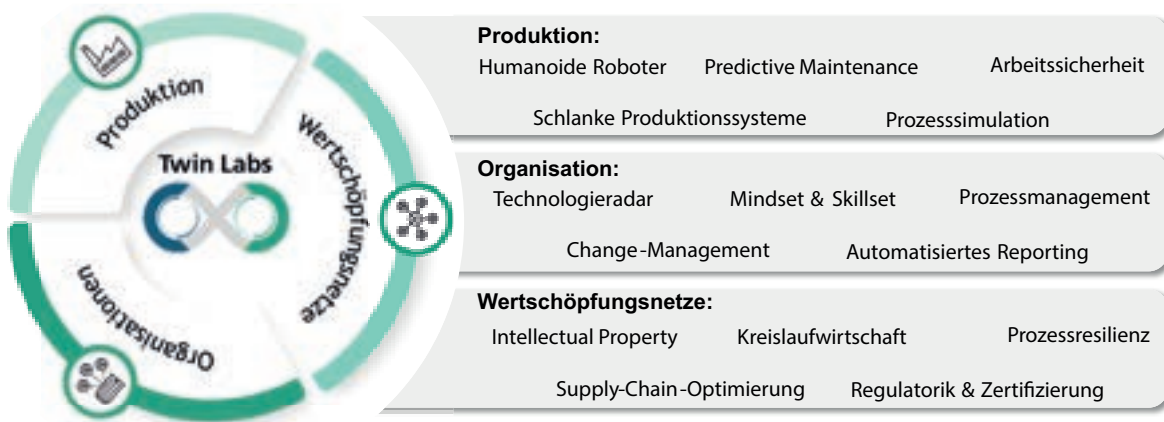 Produktion
Wertschöpfungsnetze
Organisationen
Twin Labs
Produktion:
Humanoide Roboter Predictive Maintenance Arbeitssicherheit
Schlanke Produktionssysteme Prozesssimulation
Organisation:
Technologieradar Mindset & Skillset Prozessmanagement
Change-Management Automatisiertes Reporting
Wertschöpfungsnetze:
Intellectual Property Kreislaufwirtschaft Prozessresilienz
Supply-Chain-Optimierung Regulatorik & Zertifizierung